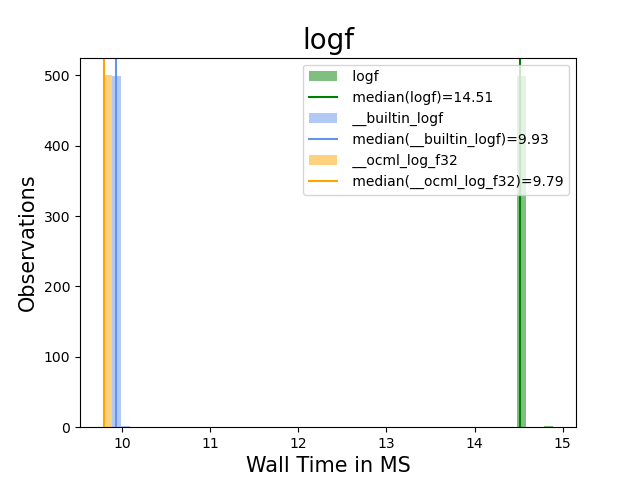 logf
Observations
500
400
300
200
100
0
logf
median(logf)=14.51
__builtin_logf
median(__builtin_logf)=9.93
__ocml_log_f32
median(__ocml_log_f32)=9.79
10 11 12 13 14 15
Wall Time in MS